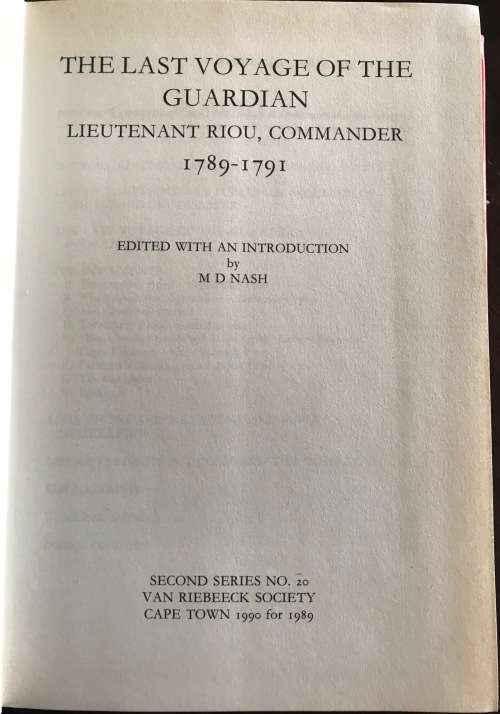 THE LAST VOYAGE OF THE
GUARDIAN
LIEUTENANT RIOU, COMMANDER
1789-1791
EDITED WITH AN INTRODUCTION
by
M D NASH
SECOND SERIES NO. 20
VAN RIEBEECK SOCIETY
CAPE TOWN 1990 for 1989